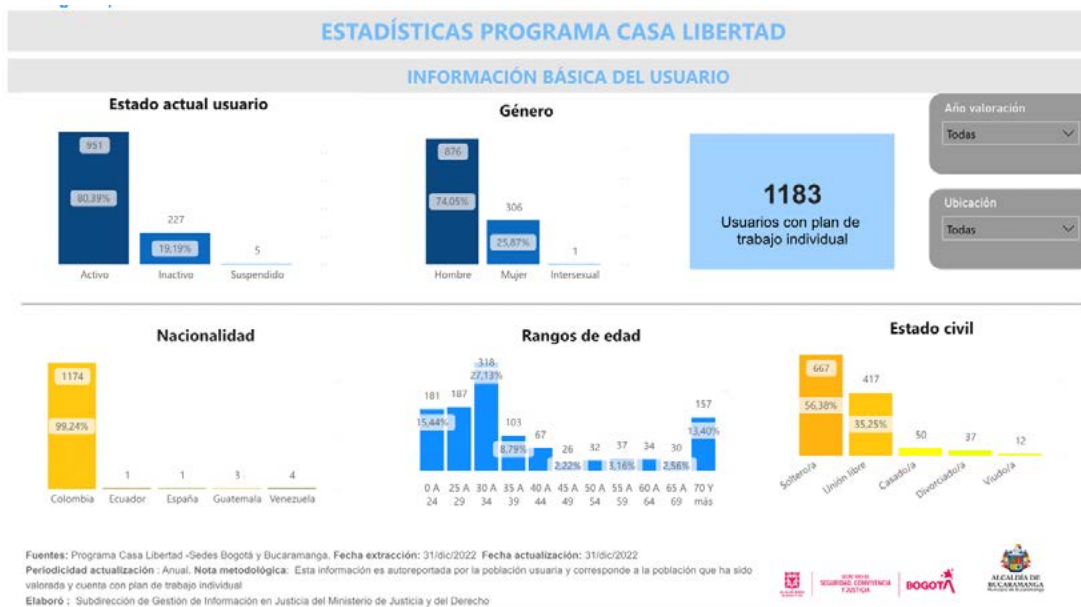 ESTADÍSTICAS PROGRAMA CASA LIBERTAD
INFORMACIÓN BÁSICA DEL USUARIO
Estado actual usuario
951
80,39%
227
19,19%
5
Activo
Inactivo
Suspendido
Género
876
74,05%
306
25,87%
1
Hombre
Mujer
Intersexual
1183
Usuarios con plan de
trabajo individual
Año valoración
Todas
Ubicación
Todas
Nacionalidad
1174
99,24%
1
1
3
4
Colombia
Ecuador
España
Guatemala
Venezuela
Rangos de edad
181
15,44%
187
318
27,13%
103
8,79%
67
26
2,22%
32
37
3,16%
34
30
2,56%
157
13,40%
0 A 25 A 30 A 35 A 40 A 45 A 50 A 55 A 60 A 65 A 70 Y
24 29 34 39 44 49 54 59 64 69 más
Estado civil
667
56,38%
417
35,25%
50
37
12
Soltero/a
Unión libre
Casado/a
Divorciado/a
Viudo/a
Fuentes: Programa Casa Libertad -Sedes Bogotá y Bucaramanga. Fecha extracción: 31/dic/2022 Fecha actualización: 31/dic/2022
Periodicidad actualización : Anual. Nota metodológica: Esta información es autoreportada por la población usuaria y corresponde a la población que ha sido
valorada y cuenta con plan de trabajo individual
Elaboró : Subdirección de Gestión de Información en Justicia del Ministerio de Justicia y del Derecho
SEGURIDAD, CONVIVENCIA
Y JUSTICIA
BOGOTÁ
ALCALDÍA DE
BUCARAMANGA
Municipio de Bucaramanga